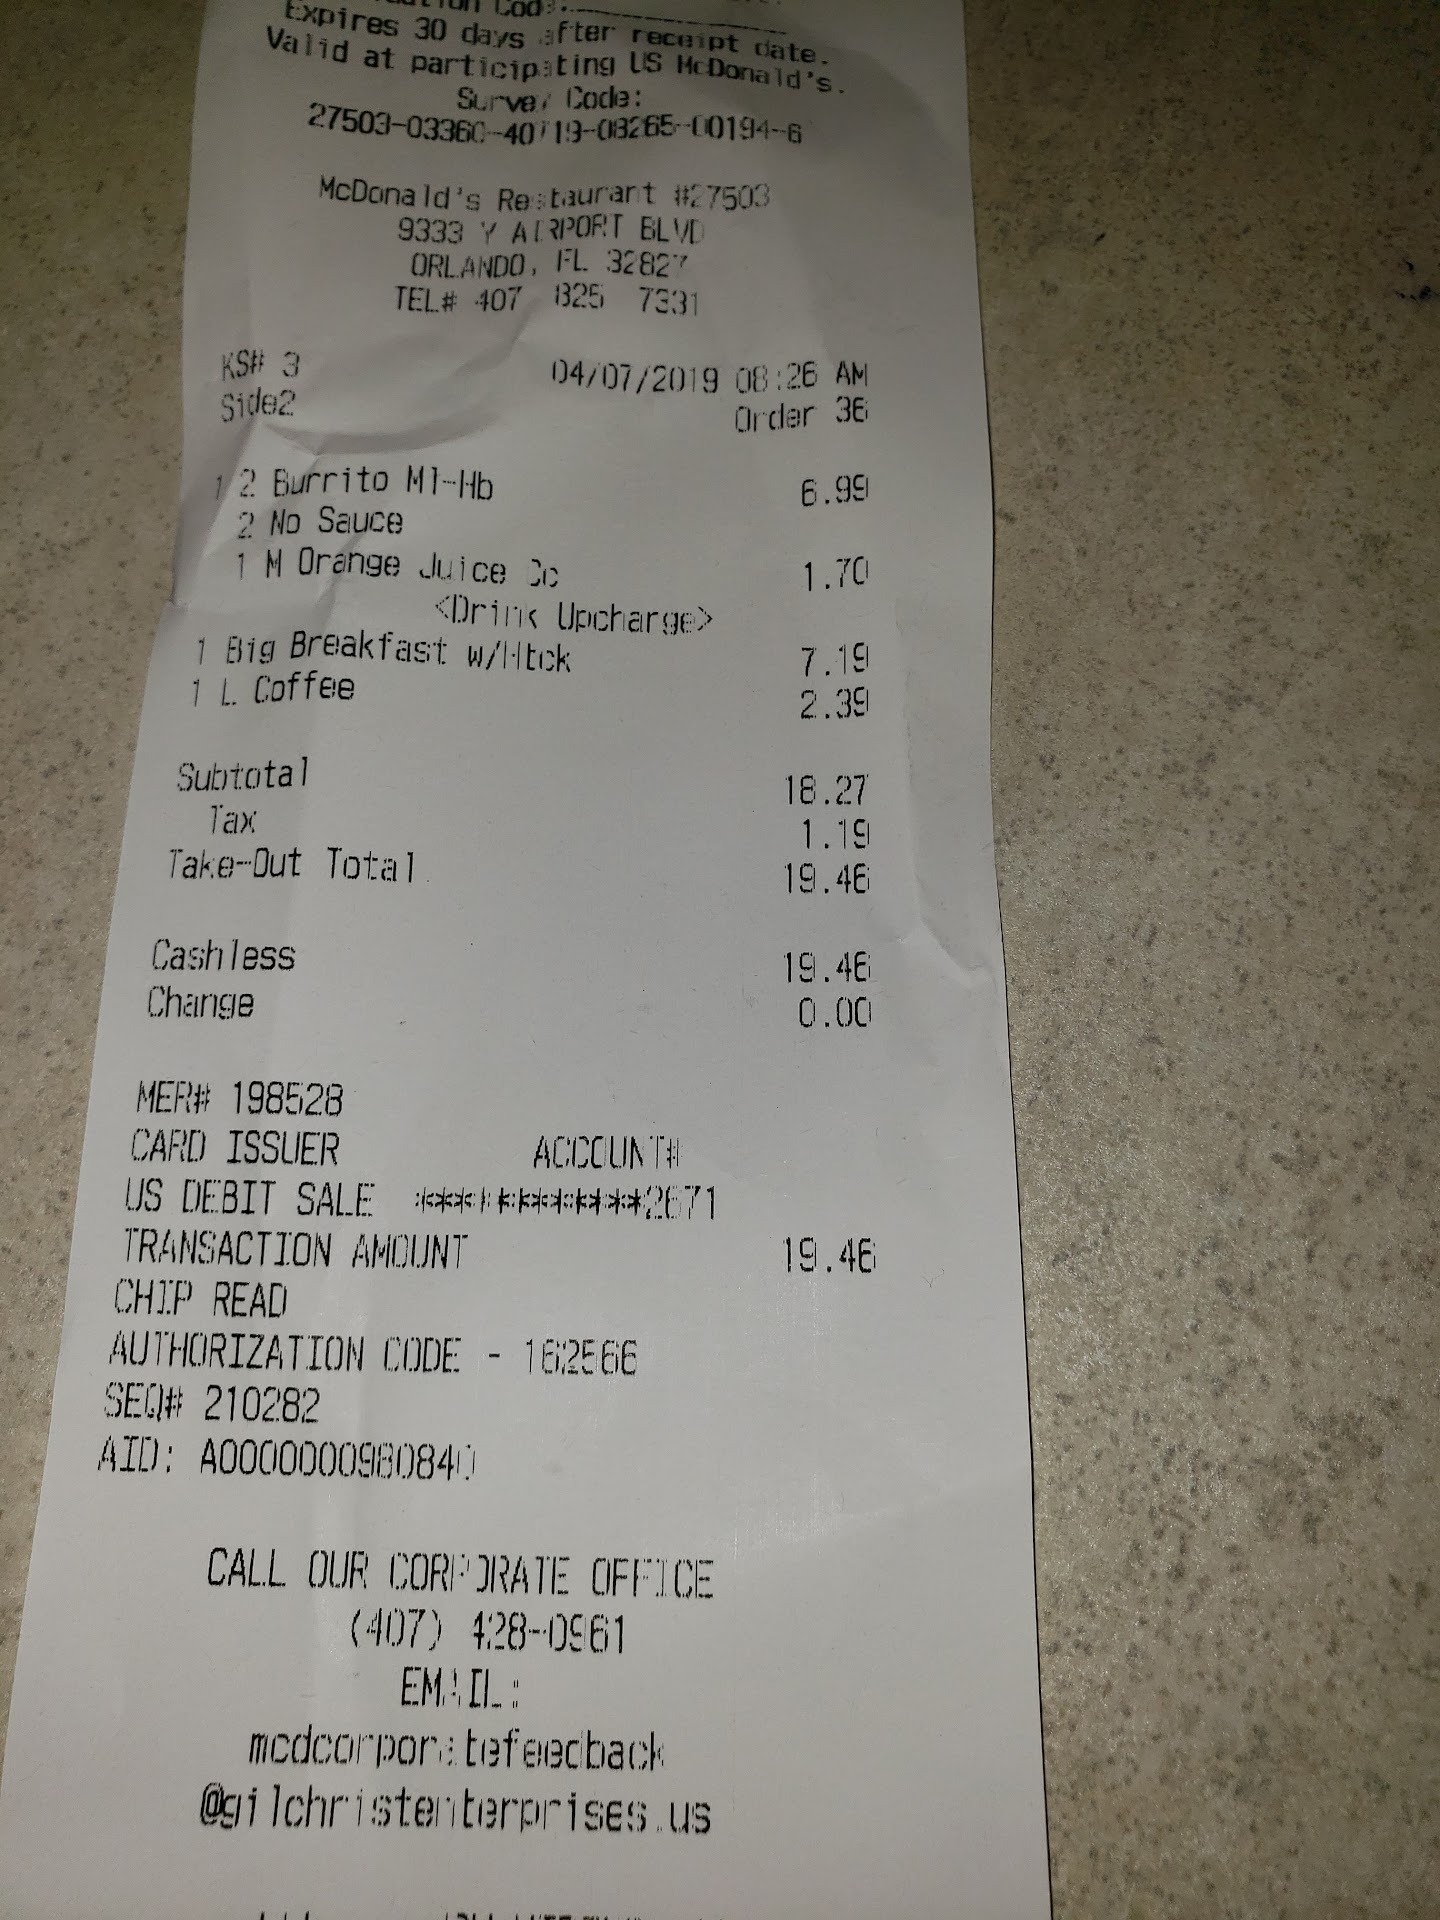 Expires 30 days after receipt date.
Valid at participating US McDonald's.
Survey Code:
27503-03360-40719-08265-00194-6
McDonald's Restaurant #27503
9333 Y AIRPORT BLVD
ORLANDO, FL 32827
TEL# 407 825 7331
KS# 3 04/07/2019 08:26 AM
Side2 Order 36
1 2 Burrito Ml-Hb 6.99
2 No Sauce
1 M Orange Juice Cc 1.70
<Drink Upcharge>
1 Big Breakfast w/Htck 7.19
1 L Coffee 2.39
Subtotal 18.27
Tax 1.19
Take-Out Total 19.46
Cashless 19.46
Change 0.00
MER# 198528
CARD ISSUER ACCOUNT#
US DEBIT SALE ************2671
TRANSACTION AMOUNT 19.46
CHIP READ
AUTHORIZATION CODE - 162566
SEQ# 210282
AID: A0000000980840
CALL OUR CORPORATE OFFICE
(407) 428-0961
EMAIL:
mcdcorporatefeedback
@gilchristenterprises.us